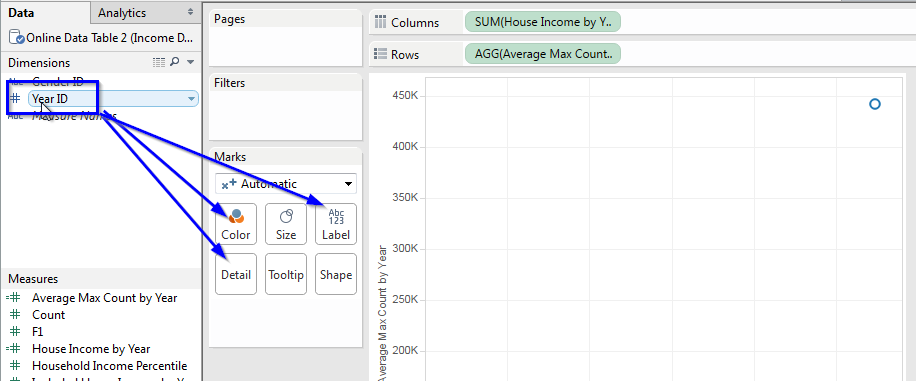 Data
Analytics
Online Data Table 2 (Income D...
Dimensions
Abc Gender ID
Year ID
Abc Measure Names
Measures
Average Max Count by Year
Count
F1
House Income by Year
Household Income Percentile
Pages
Filters
Marks
Automatic
Color
Size
Abc
123
Label
Detail
Tooltip
Shape
Columns
SUM(House Income by Y..
Rows
AGG(Average Max Count..
450K
400K
350K
300K
250K
200K
Average Max Count by Year